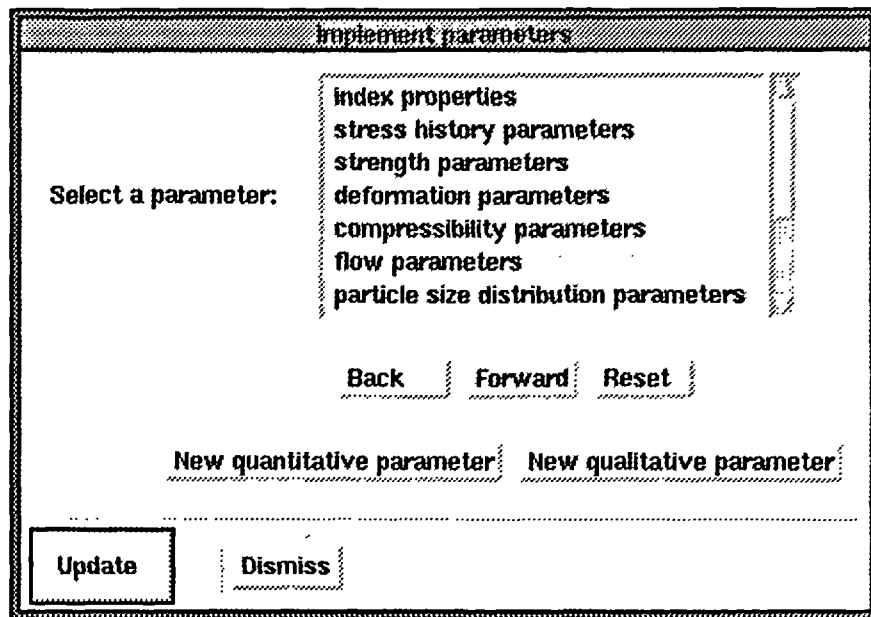 Implement parameters
index properties
stress history parameters
strength parameters
Select a parameter: deformation parameters
compressibility parameters
flow parameters
particle size distribution parameters
Back Forward Reset
New quantitative parameter New qualitative parameter
Update Dismiss